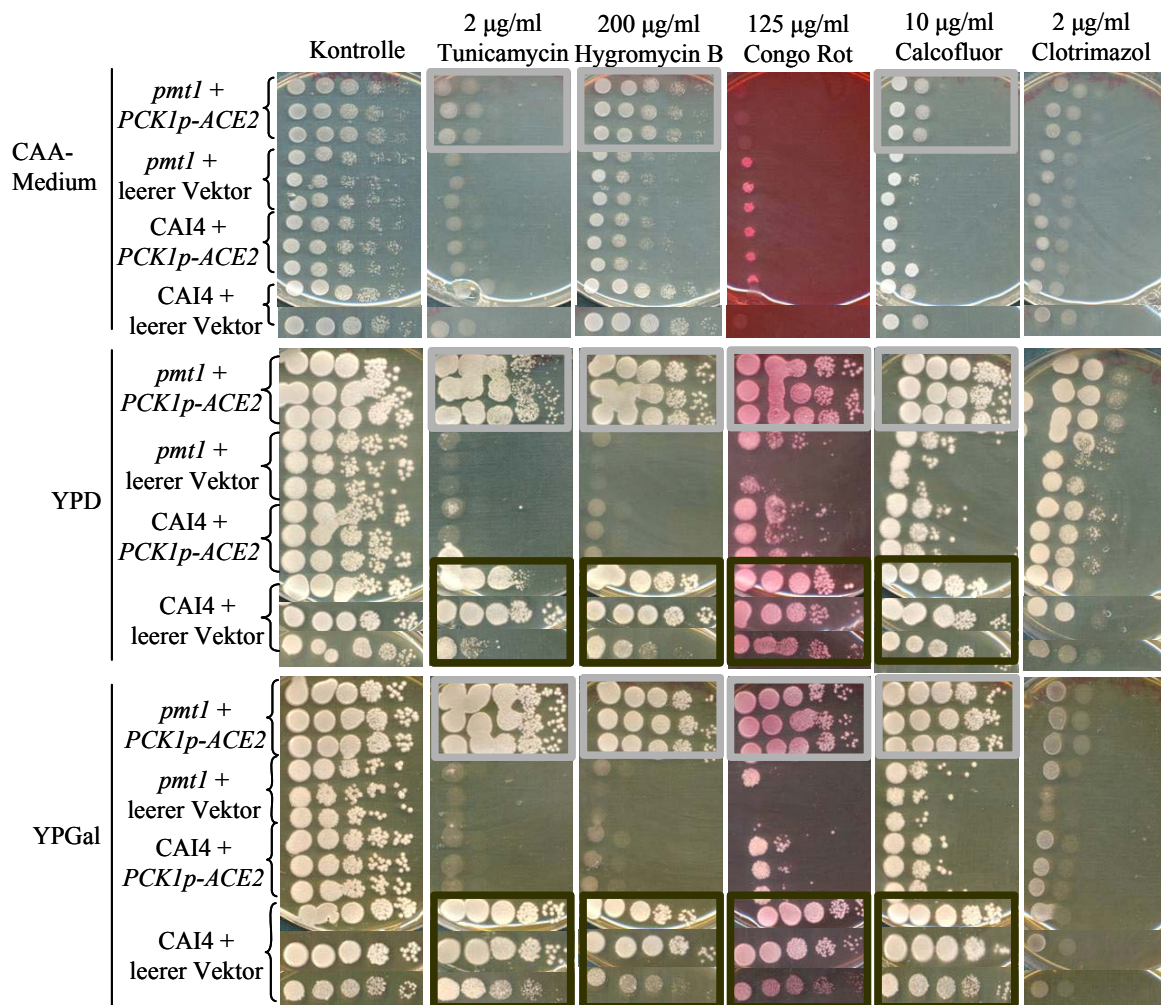 2 µg/ml
200 µg/ml
125 µg/ml
10 µg/ml
2 µg/ml
Kontrolle
Tunicamycin
Hygromycin B
Congo Rot
Calcofluor
Clotrimazol
CAA-
Medium
pmt1 +
PCK1p-ACE2
pmt1 +
leerer Vektor
CAI4 +
PCK1p-ACE2
CAI4 +
leerer Vektor
YPD
pmt1 +
PCK1p-ACE2
pmt1 +
leerer Vektor
CAI4 +
PCK1p-ACE2
CAI4 +
leerer Vektor
YPGal
pmt1 +
PCK1p-ACE2
pmt1 +
leerer Vektor
CAI4 +
PCK1p-ACE2
CAI4 +
leerer Vektor